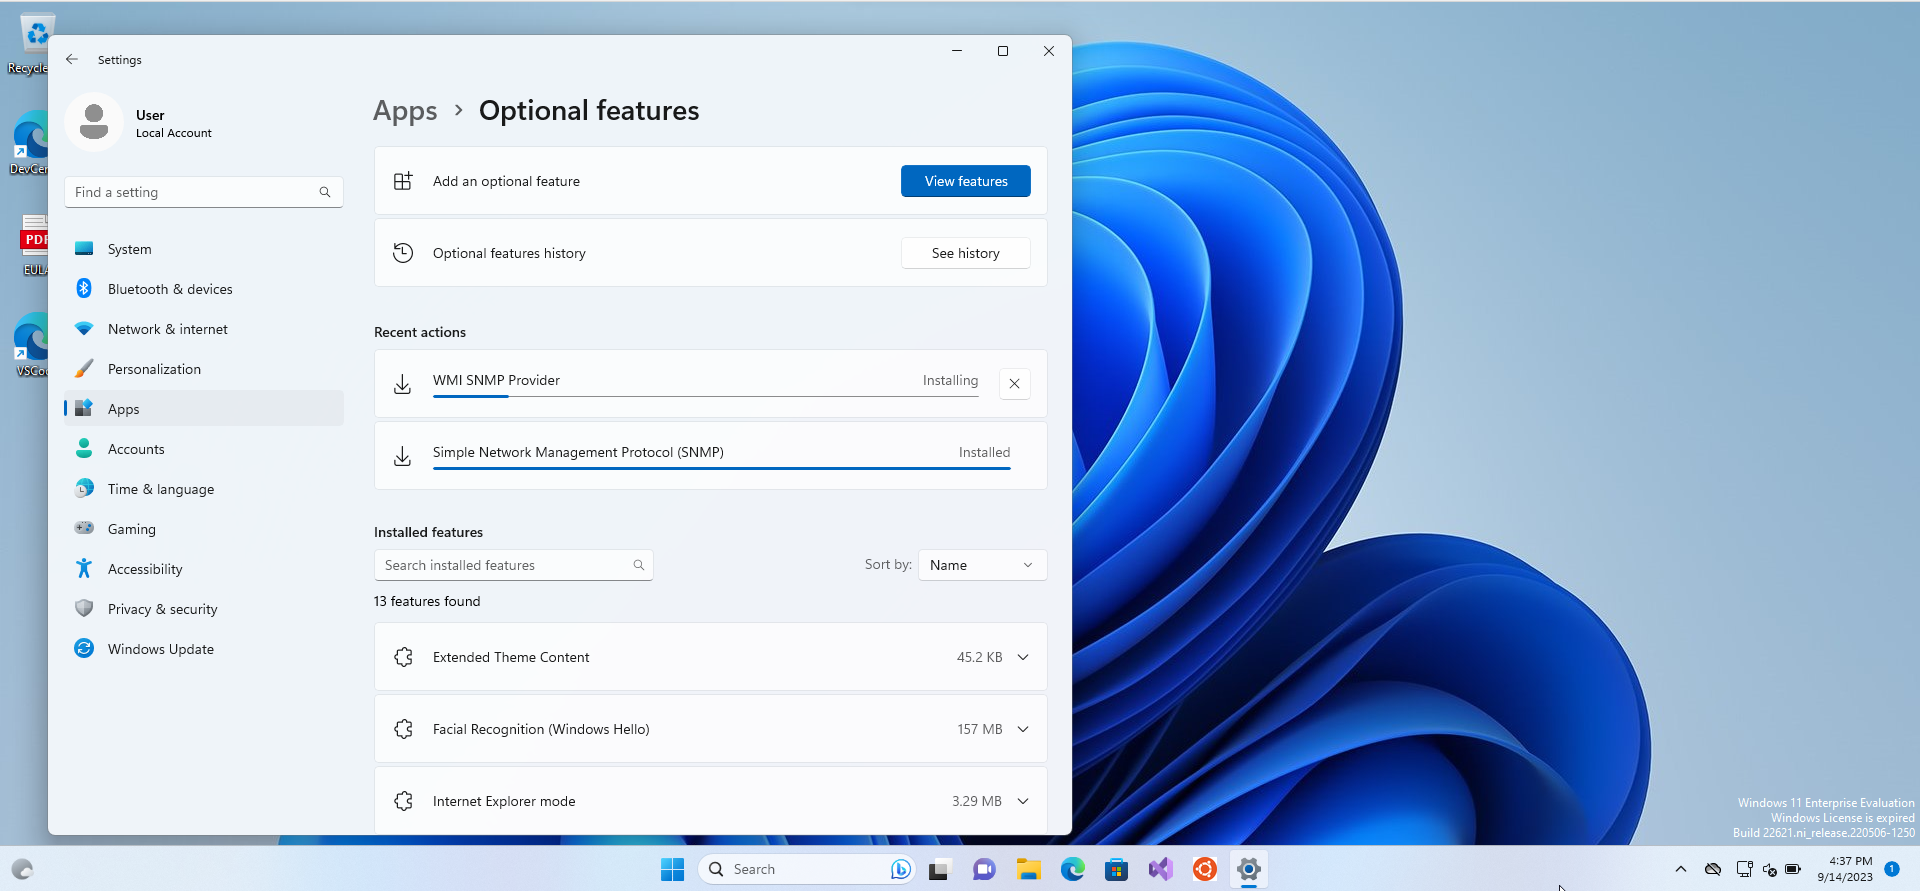 Recycle
DevCen
PDF
EULA
VSCod
Settings
User
Local Account
Find a setting
System
Bluetooth & devices
Network & internet
Personalization
Apps
Accounts
Time & language
Gaming
Accessibility
Privacy & security
Windows Update
Apps > Optional features
Add an optional feature
View features
Optional features history
See history
Recent actions
WMI SNMP Provider
Installing
Simple Network Management Protocol (SNMP)
Installed
Installed features
Search installed features
Sort by: Name
13 features found
Extended Theme Content
45.2 KB
Facial Recognition (Windows Hello)
157 MB
Internet Explorer mode
3.29 MB
Windows 11 Enterprise Evaluation
Windows License is expired
Build 22621.ni_release.220506-1250
Search
4:37 PM
9/14/2023
1